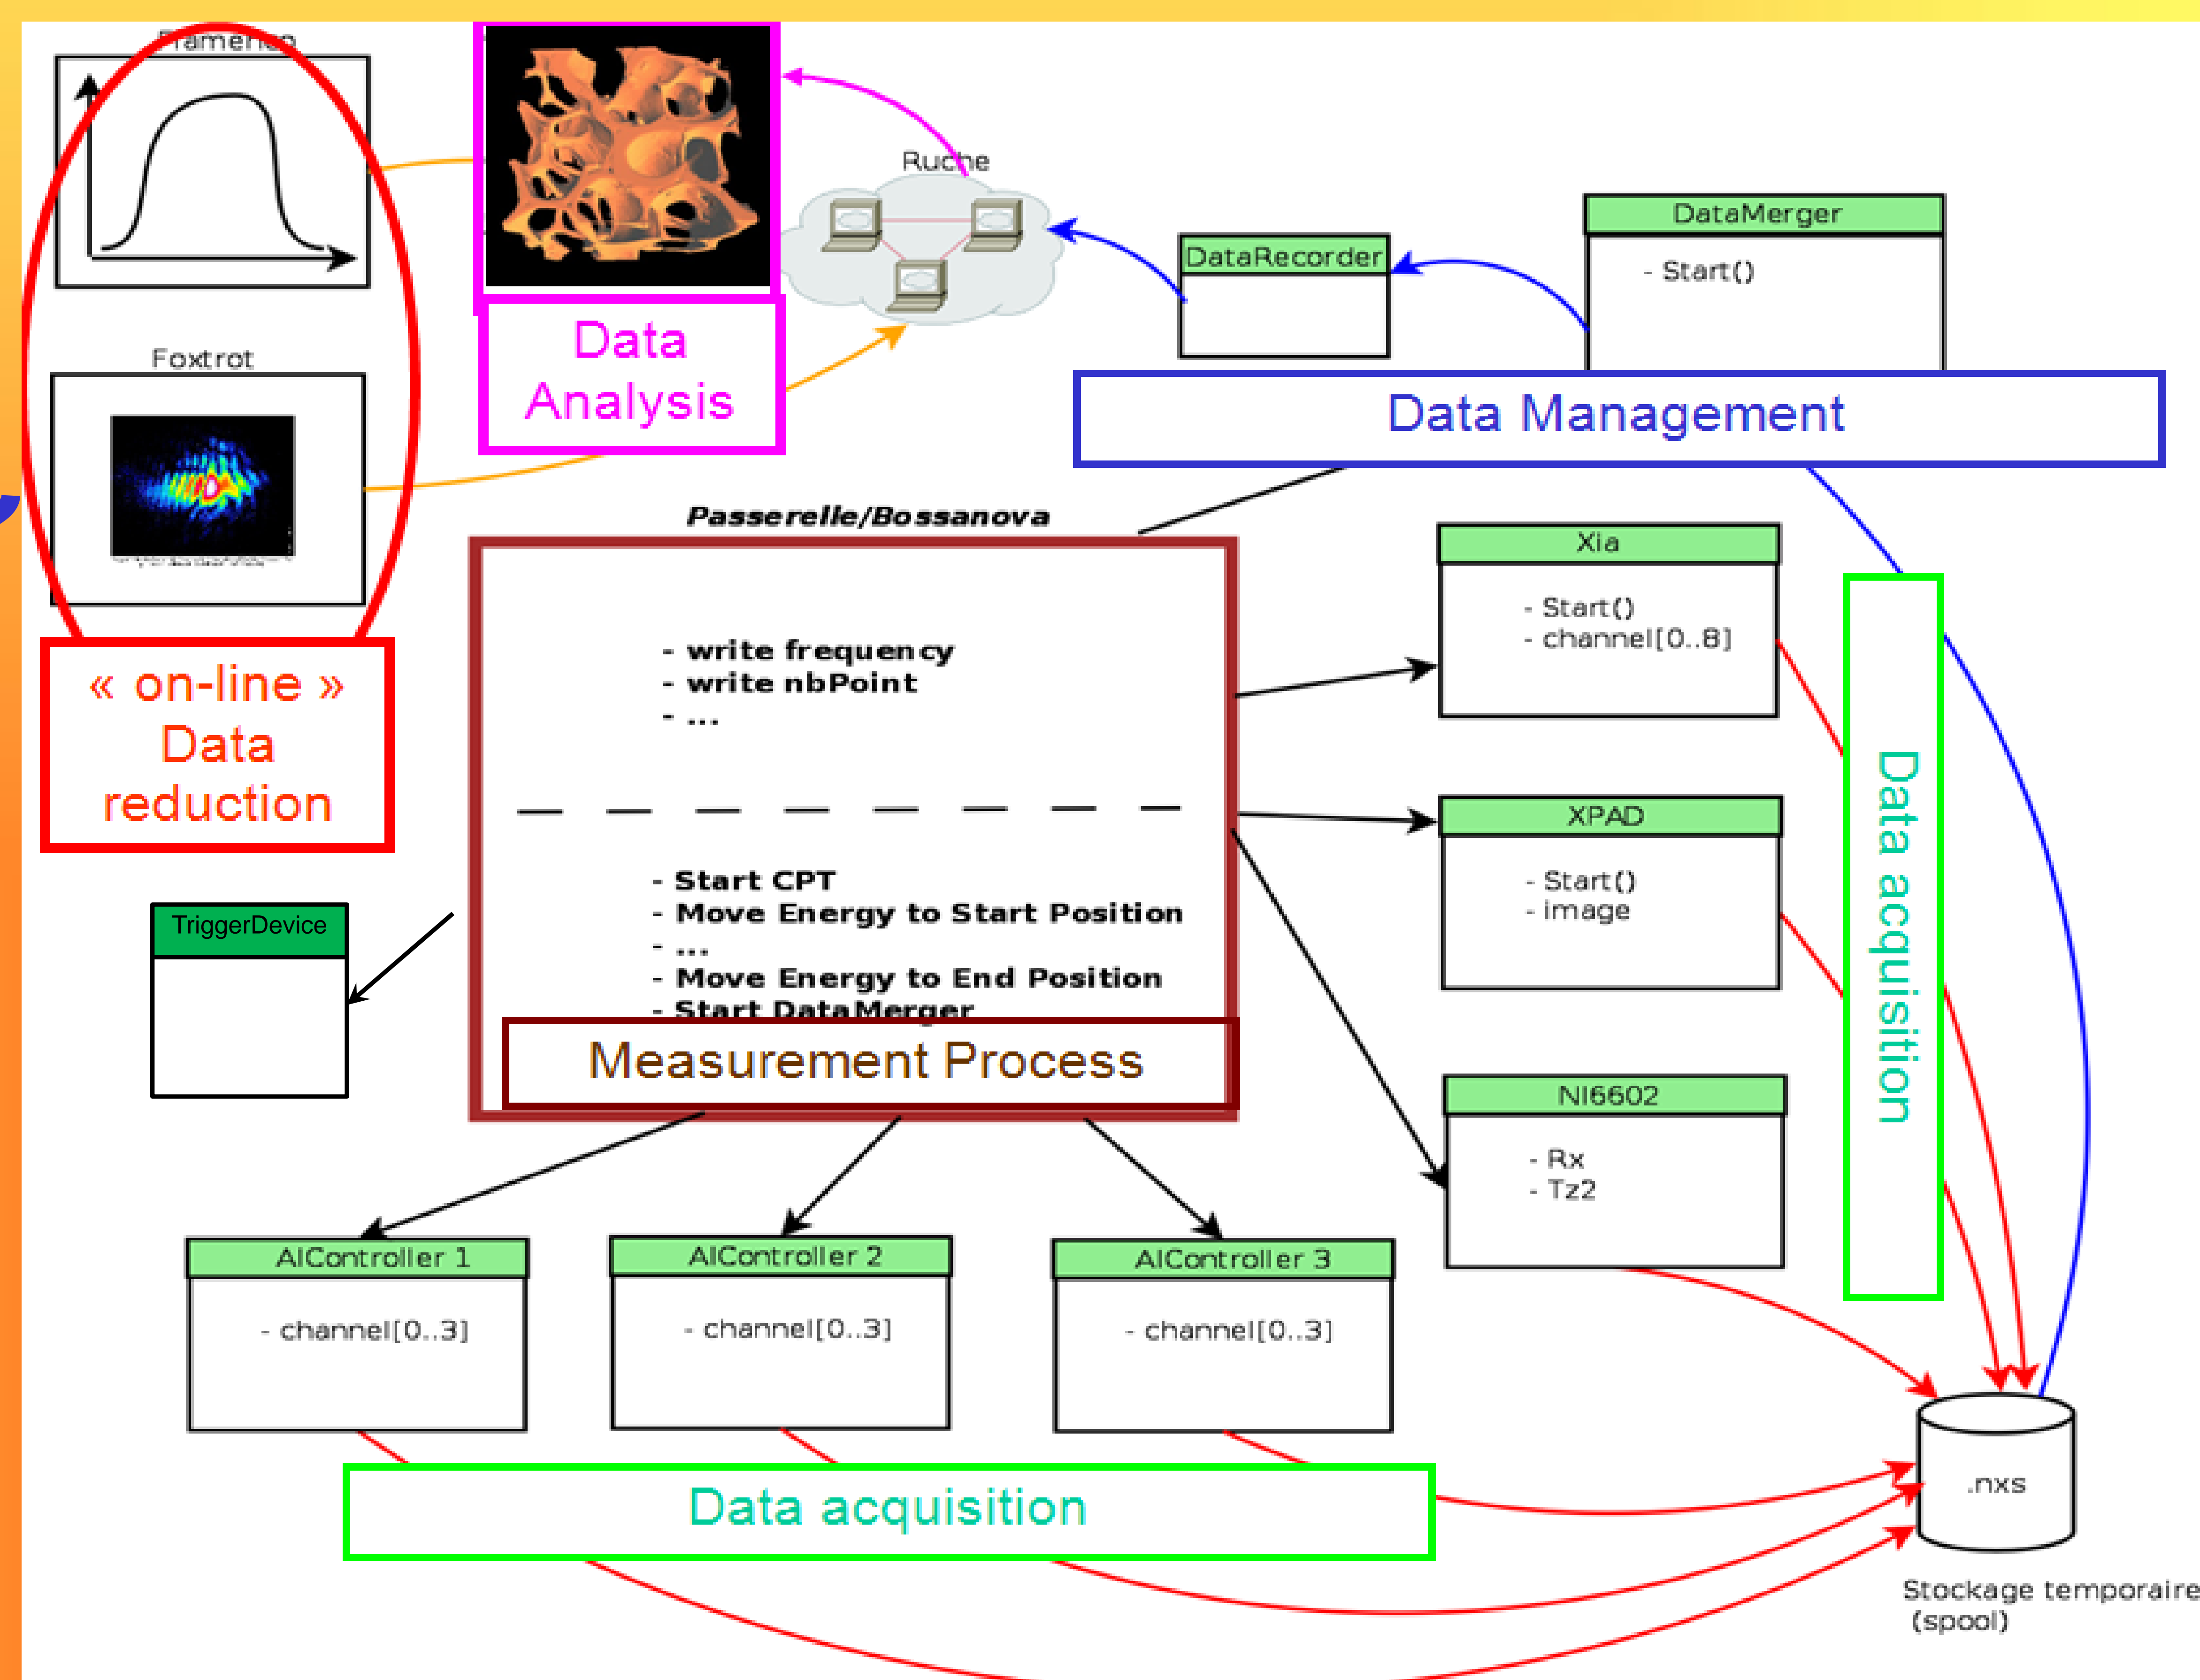 Flamenco
Ruche
DataMerger
- Start()
DataRecorder
Data
Analysis
Foxtrot
Data Management
Passerelle/Bossanova
- write frequency
- write nbPoint
- ...
- Start CPT
- Move Energy to Start Position
- ...
- Move Energy to End Position
- Start DataMerger
Measurement Process
« on-line »
Data
reduction
TriggerDevice
Xia
- Start()
- channel[0..8]
XPAD
- Start()
- image
NI6602
- Rx
- Tz2
Data acquisition
AIController 1
- channel[0..3]
AIController 2
- channel[0..3]
AIController 3
- channel[0..3]
Data acquisition
.nxs
Stockage temporaire
(spool)